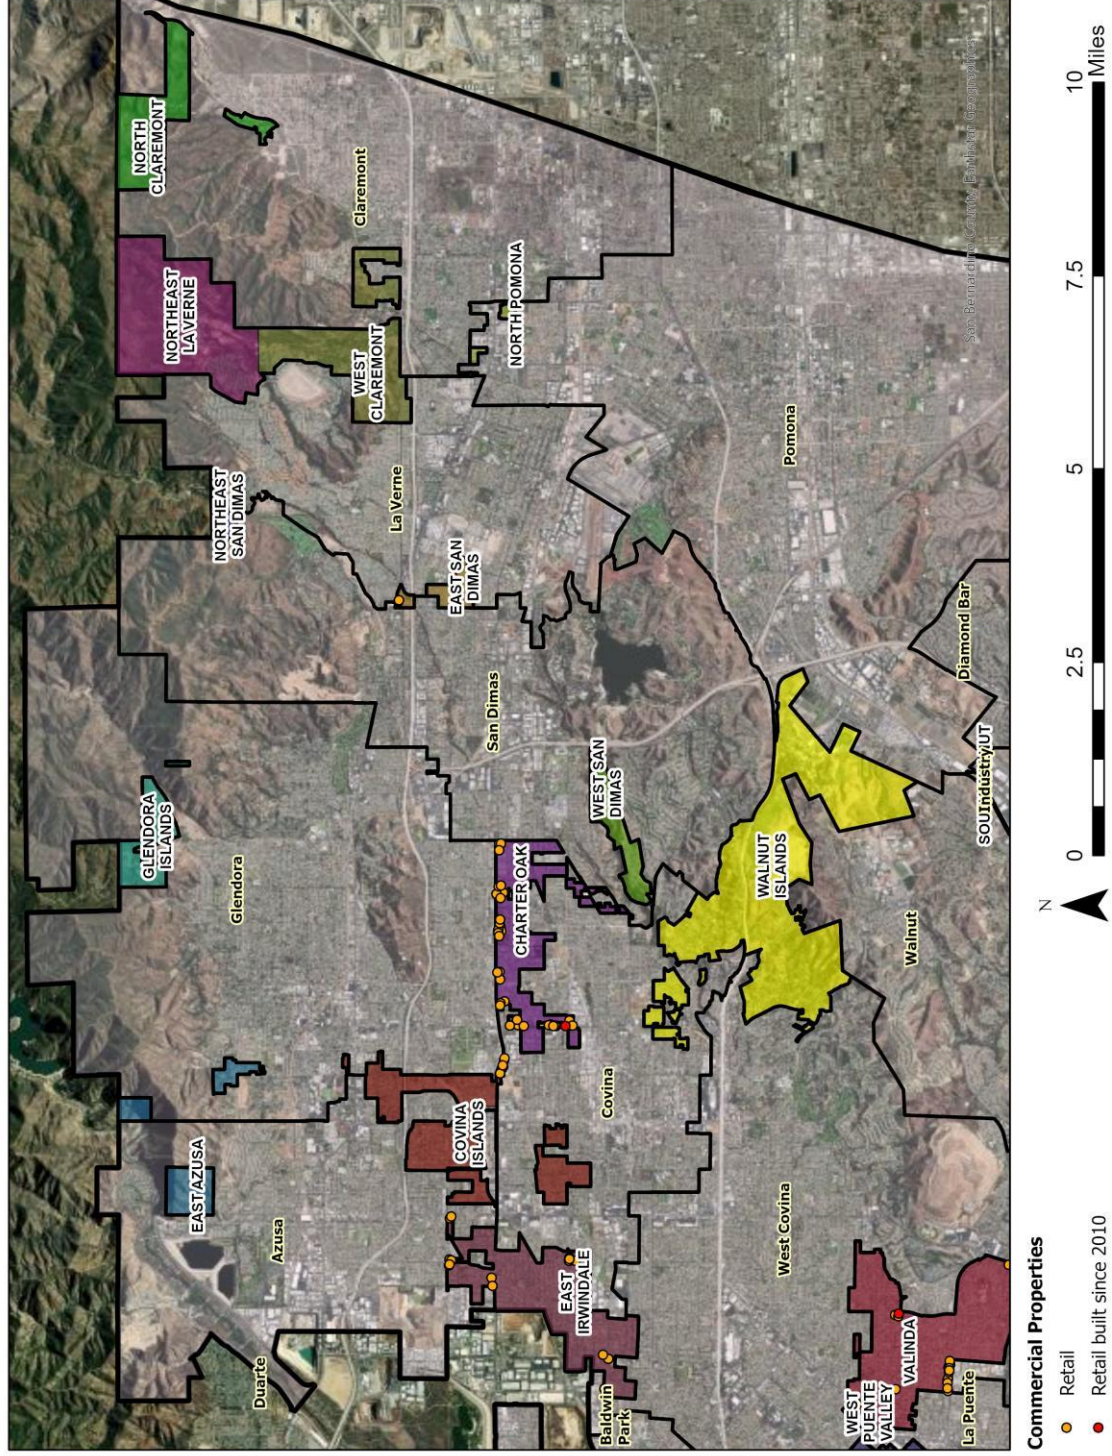 NORTH
CLAREMONT
Claremont
NORTHEAST
LA VERNE
WEST
CLAREMONT
NORTH POMONA
NORTHEAST
SAN DIMAS
La Verne
EAST SAN
DIMAS
Pomona
San Dimas
WEST SAN
DIMAS
Diamond Bar
GLENDORA
ISLANDS
Glendora
CHARTER OAK
WALNUT
ISLANDS
Walnut
Industry
EAST AZUSA
Azusa
COVINA
ISLANDS
Covina
West Covina
EAST
IRWINDALE
Duarte
Baldwin
Park
WEST
PUENTE
VALLEY
VALINDA
La Puente
San Bernardino County, Earthstar Geographics
Commercial Properties
Retail
Retail built since 2010
N
0 2.5 5 7.5 10
Miles